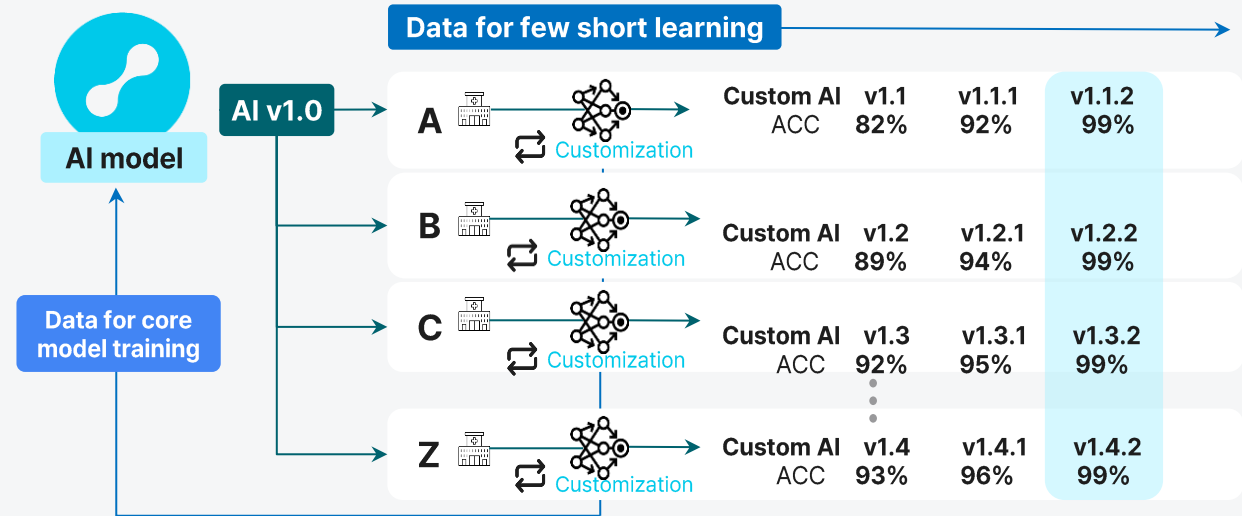 Data for few short learning
AI model
AI v1.0
A
Customization
Custom AI v1.1 v1.1.1 v1.1.2
ACC 82% 92% 99%
B
Customization
Custom AI v1.2 v1.2.1 v1.2.2
ACC 89% 94% 99%
Data for core
model training
C
Customization
Custom AI v1.3 v1.3.1 v1.3.2
ACC 92% 95% 99%
Z
Customization
Custom AI v1.4 v1.4.1 v1.4.2
ACC 93% 96% 99%